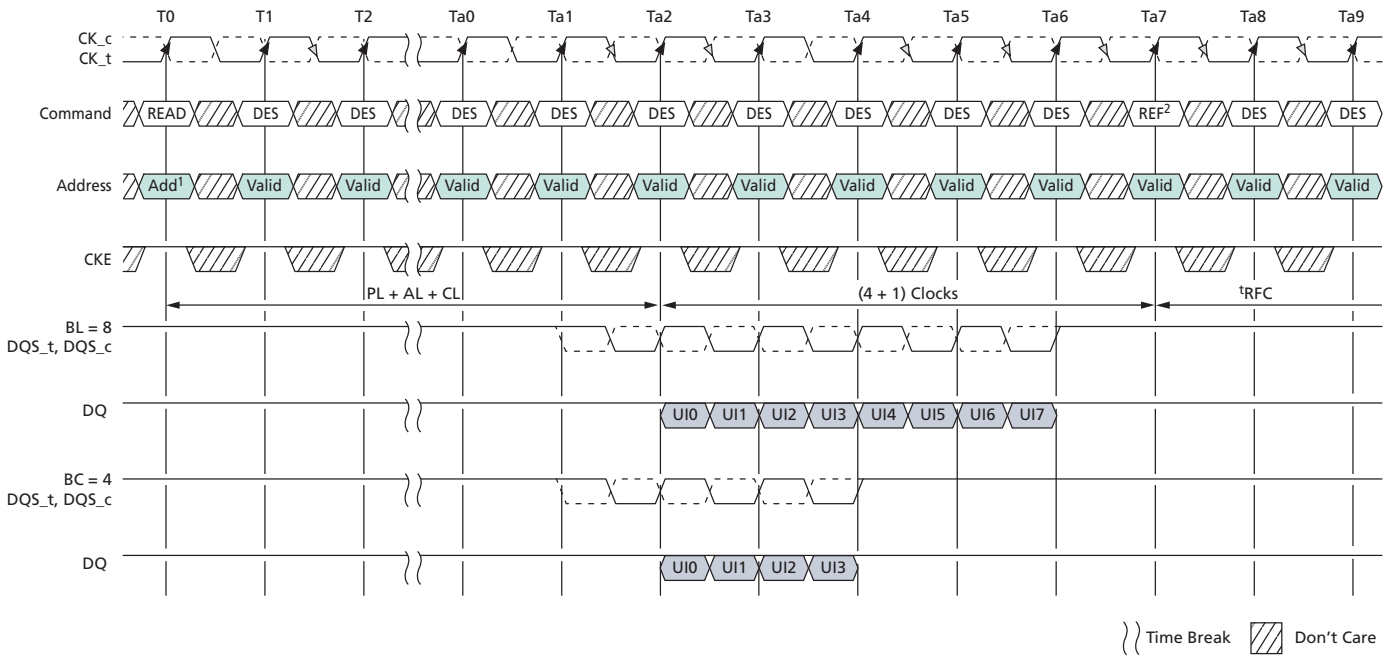 T0 T1 T2 Ta0 Ta1 Ta2 Ta3 Ta4 Ta5 Ta6 Ta7 Ta8 Ta9
CK_c
CK_t
Command READ DES DES DES DES DES DES DES DES DES REF² DES DES
Address Add¹ Valid Valid Valid Valid Valid Valid Valid Valid Valid Valid Valid Valid
CKE
PL + AL + CL (4 + 1) Clocks ᵗRFC
BL = 8
DQS_t, DQS_c
DQ UI0 UI1 UI2 UI3 UI4 UI5 UI6 UI7
BC = 4
DQS_t, DQS_c
DQ UI0 UI1 UI2 UI3
Time Break Don't Care